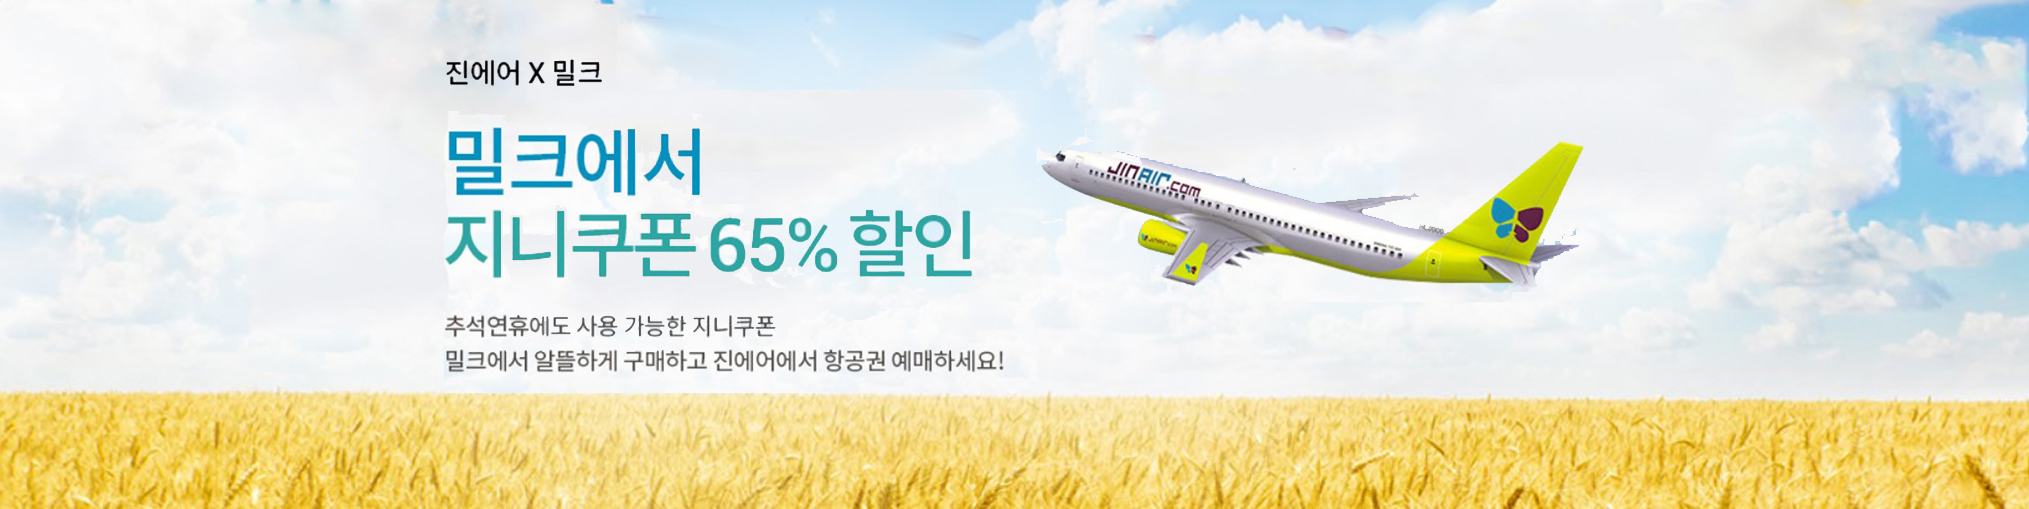 진에어 X 밀크
밀크에서
지니쿠폰 65% 할인
추석연휴에도 사용 가능한 지니쿠폰
밀크에서 알뜰하게 구매하고 진에어에서 항공권 예매하세요!
JINAIR.com